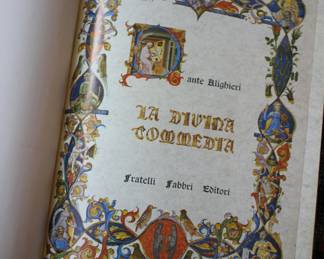 Dante Alighieri
LA DIVINA
COMMEDIA
Fratelli Fabbri Editori